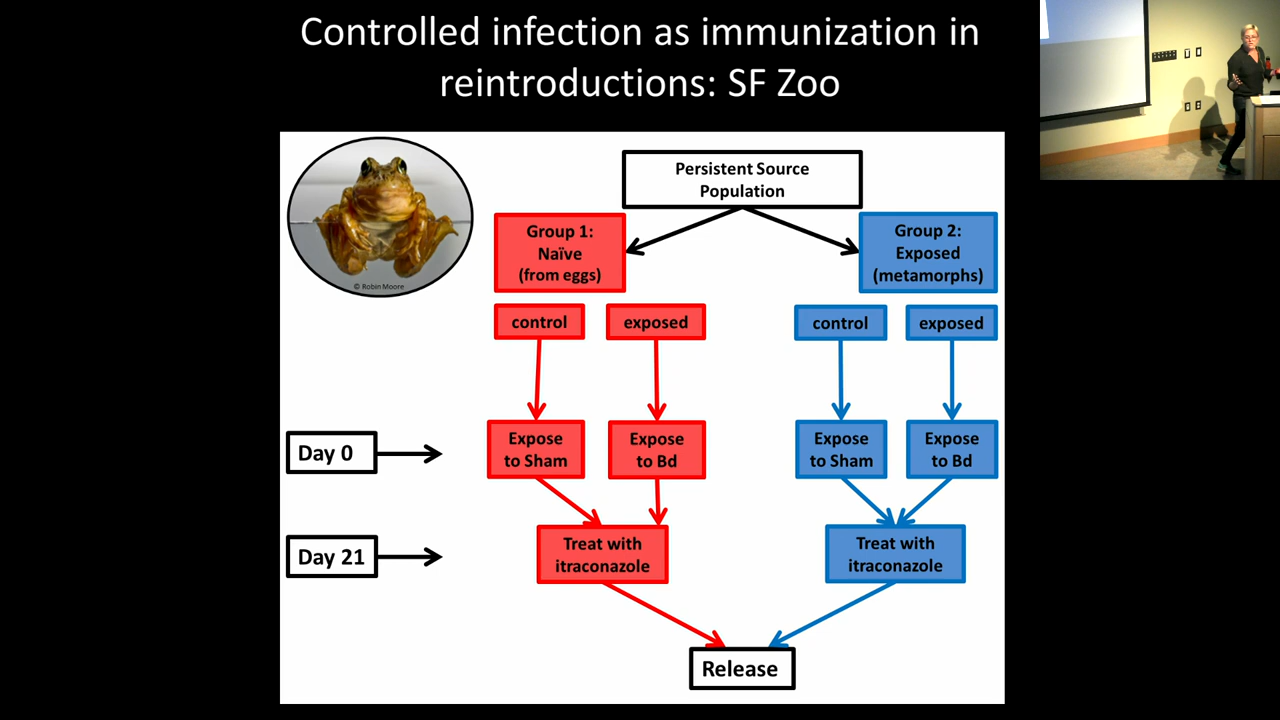 Controlled infection as immunization in
reintroductions: SF Zoo
© Robin Moore
Persistent Source
Population
Group 1:
Naïve
(from eggs)
Group 2:
Exposed
(metamorphs)
control
exposed
control
exposed
Day 0
Expose
to Sham
Expose
to Bd
Expose
to Sham
Expose
to Bd
Day 21
Treat with
itraconazole
Treat with
itraconazole
Release